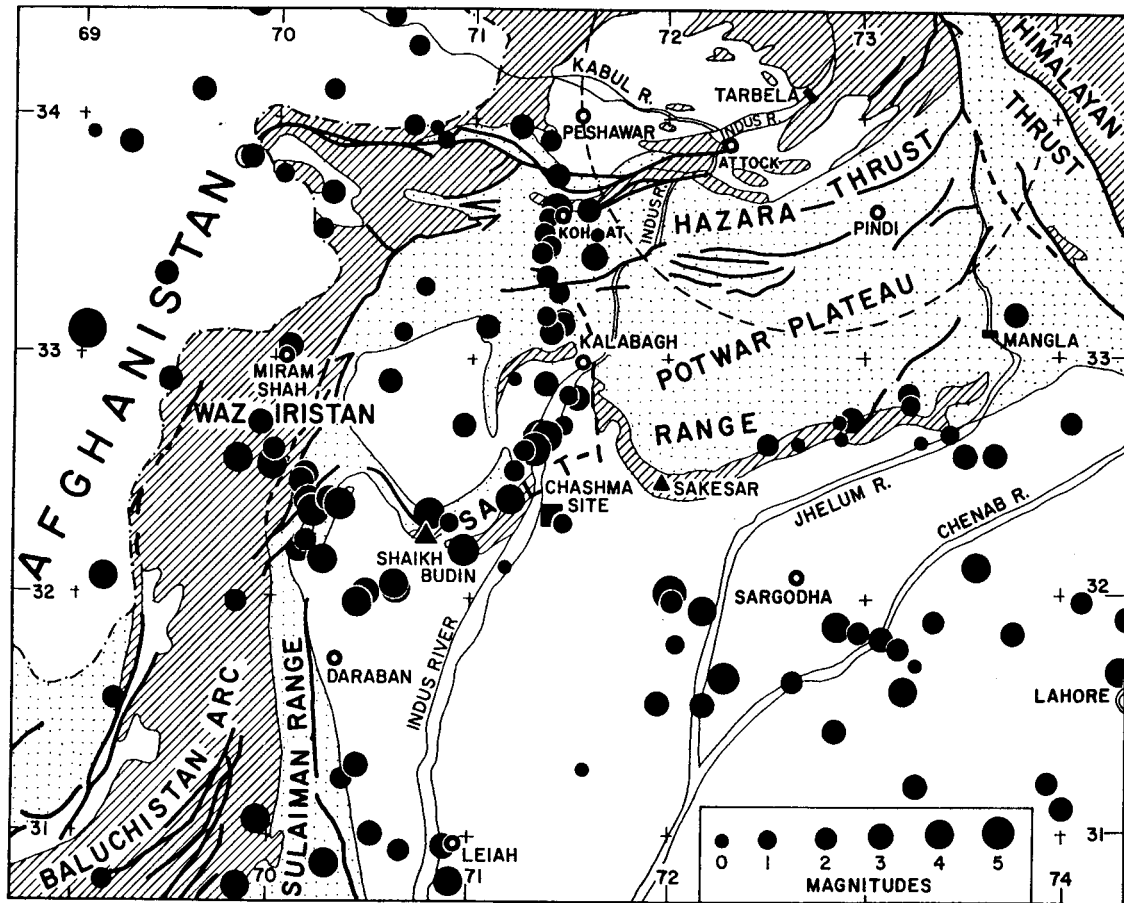 69
70
71
72
73
74
HIMALAYAN
THRUST
KABUL R.
TARBELA
34
PESHAWAR
INDUS R.
ATTOCK
HAZARA THRUST
AFGHANISTAN
INDUS R.
KOHAT
PINDI
POTWAR PLATEAU
33
MIRAM
SHAH
KALABAGH
MANGLA
33
WAZIRISTAN
RANGE
SALT-I
CHASHMA
SITE
SAKESAR
JHELUM R.
CHENAB R.
SHAIKH
BUDIN
32
SARGODHA
32
DARABAN
INDUS RIVER
LAHORE
BALUCHISTAN ARC
SULAIMAN RANGE
31
LEIAH
31
0 1 2 3 4 5
MAGNITUDES
70
71
72
74